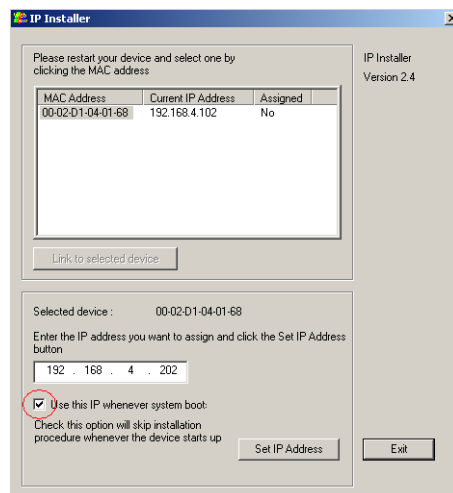 IP Installer
Please restart your device and select one by
clicking the MAC address
IP Installer
Version 2.4
MAC Address Current IP Address Assigned
00-02-D1-04-01-68 192.168.4.102 No
Link to selected device
Selected device : 00-02-D1-04-01-68
Enter the IP address you want to assign and click the Set IP Address
button
192 . 168 . 4 . 202
Use this IP whenever system boot:
Check this option will skip installation
procedure whenever the device starts up
Set IP Address
Exit